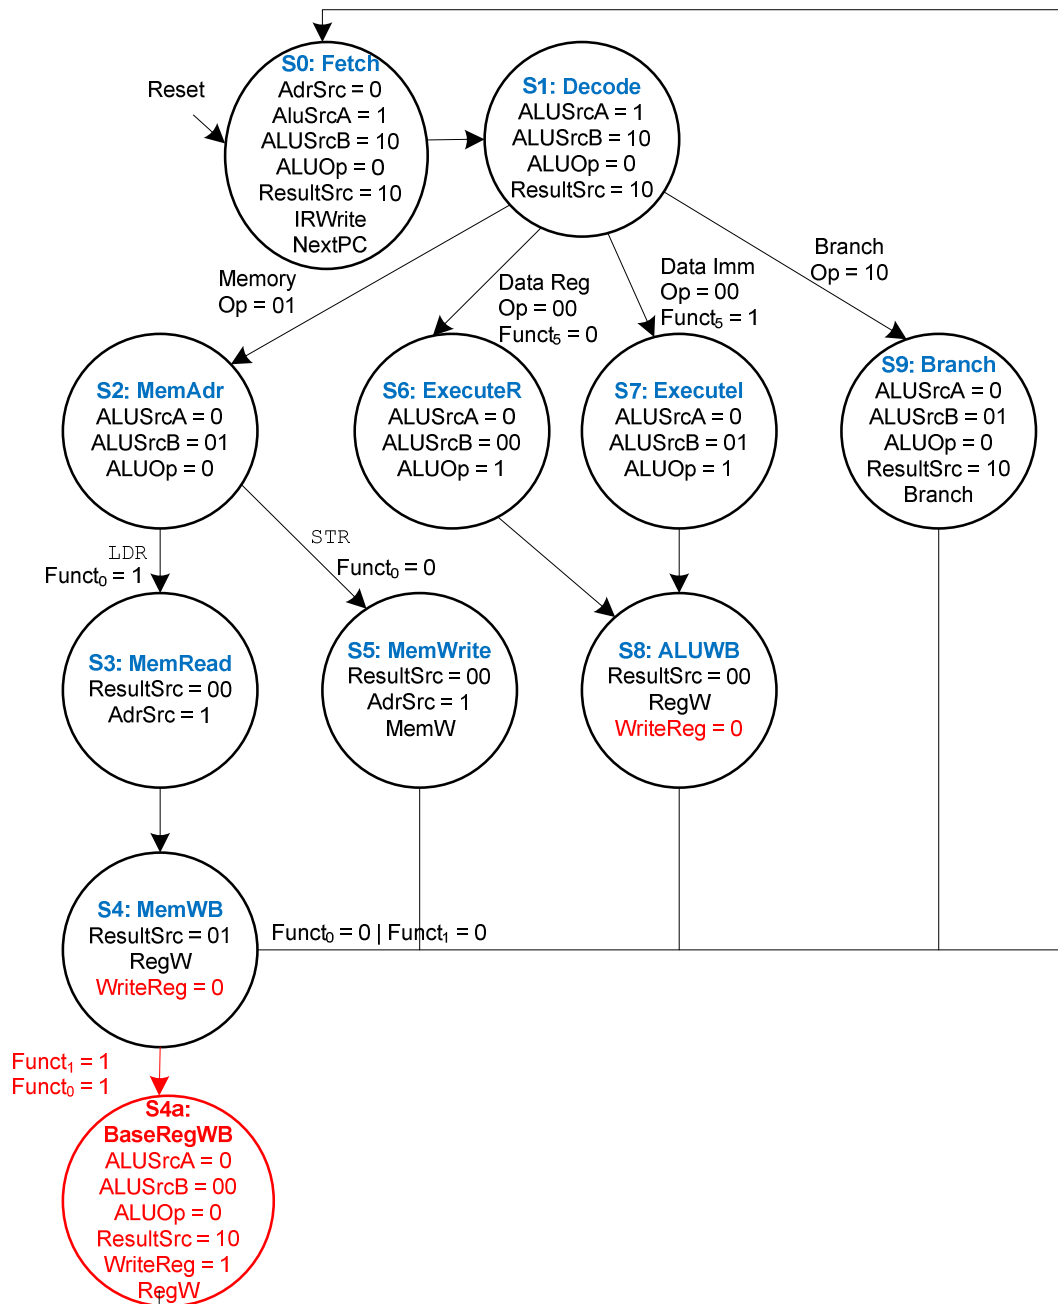 S0: Fetch
AdrSrc = 0
AluSrcA = 1
ALUSrcB = 10
ALUOp = 0
ResultSrc = 10
IRWrite
NextPC
Reset
S1: Decode
ALUSrcA = 1
ALUSrcB = 10
ALUOp = 0
ResultSrc = 10
Memory
Op = 01
Data Reg
Op = 00
Funct₅ = 0
Data Imm
Op = 00
Funct₅ = 1
Branch
Op = 10
S2: MemAdr
ALUSrcA = 0
ALUSrcB = 01
ALUOp = 0
S6: ExecuteR
ALUSrcA = 0
ALUSrcB = 00
ALUOp = 1
S7: ExecuteI
ALUSrcA = 0
ALUSrcB = 01
ALUOp = 1
S9: Branch
ALUSrcA = 0
ALUSrcB = 01
ALUOp = 0
ResultSrc = 10
Branch
LDR
Funct₀ = 1
STR
Funct₀ = 0
S3: MemRead
ResultSrc = 00
AdrSrc = 1
S5: MemWrite
ResultSrc = 00
AdrSrc = 1
MemW
S8: ALUWB
ResultSrc = 00
RegW
WriteReg = 0
S4: MemWB
ResultSrc = 01
RegW
WriteReg = 0
Funct₀ = 0 | Funct₁ = 0
Funct₁ = 1
Funct₀ = 1
S4a:
BaseRegWB
ALUSrcA = 0
ALUSrcB = 00
ALUOp = 0
ResultSrc = 10
WriteReg = 1
RegW